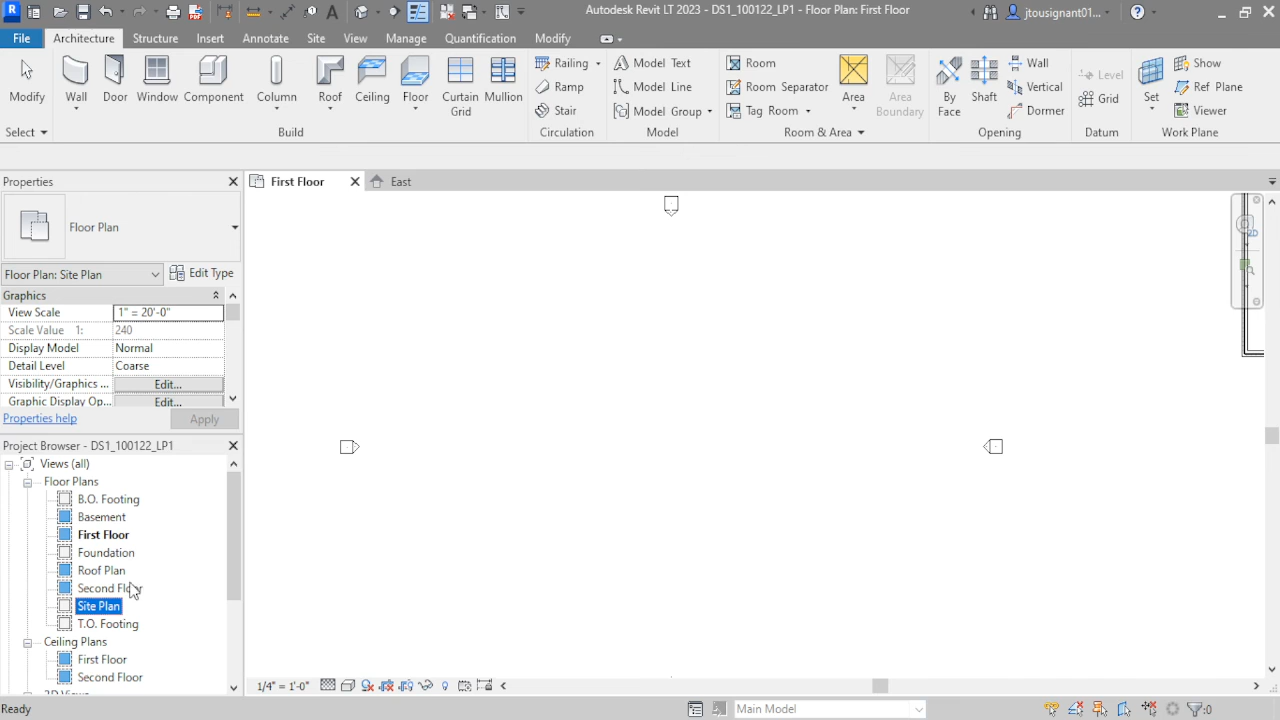 Autodesk Revit LT 2023 - DS1_100122_LP1 - Floor Plan: First Floor
jtousignant01...
File Architecture Structure Insert Annotate Site View Manage Quantification Modify
Modify Wall Door Window Component Column Roof Ceiling Floor Curtain Grid Mullion
Railing
Ramp
Stair
Model Text
Model Line
Model Group
Room
Room Separator
Tag Room
Area
Area Boundary
By Face
Shaft
Wall
Vertical
Dormer
Level
Grid
Set
Show
Ref Plane
Viewer
Select Build Circulation Model Room & Area Opening Datum Work Plane
Properties
First Floor
East
Floor Plan
Floor Plan: Site Plan
Edit Type
Graphics
View Scale 1" = 20'-0"
Scale Value 1: 240
Display Model Normal
Detail Level Coarse
Visibility/Graphics ... Edit...
Graphic Display Op... Edit...
Properties help
Apply
2D
Project Browser - DS1_100122_LP1
Views (all)
Floor Plans
B.O. Footing
Basement
First Floor
Foundation
Roof Plan
Second Floor
Site Plan
T.O. Footing
Ceiling Plans
First Floor
Second Floor
1/4" = 1'-0"
Ready
Main Model
:0